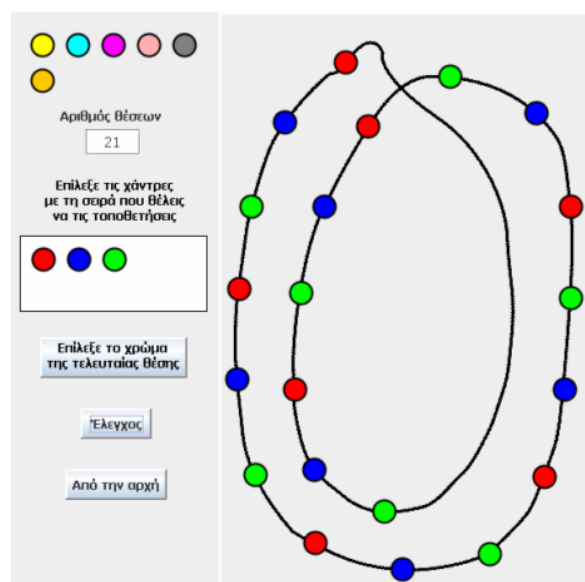 Αριθμός θέσεων
21
Επίλεξε τις χάντρες
με τη σειρά που θέλεις
να τις τοποθετήσεις
Επίλεξε το χρώμα
της τελευταίας θέσης
Έλεγχος
Από την αρχή